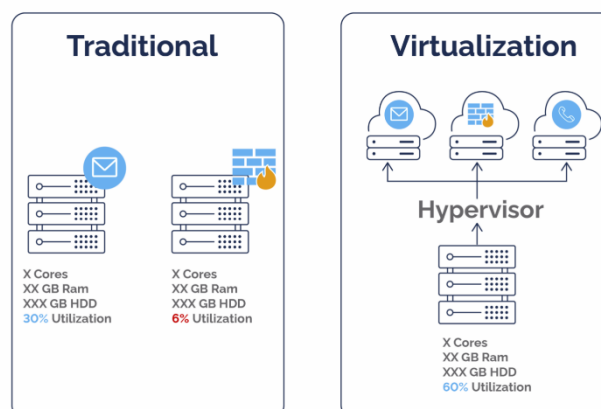 Traditional
X Cores
XX GB Ram
XXX GB HDD
30% Utilization
X Cores
XX GB Ram
XXX GB HDD
6% Utilization
Virtualization
Hypervisor
X Cores
XX GB Ram
XXX GB HDD
60% Utilization